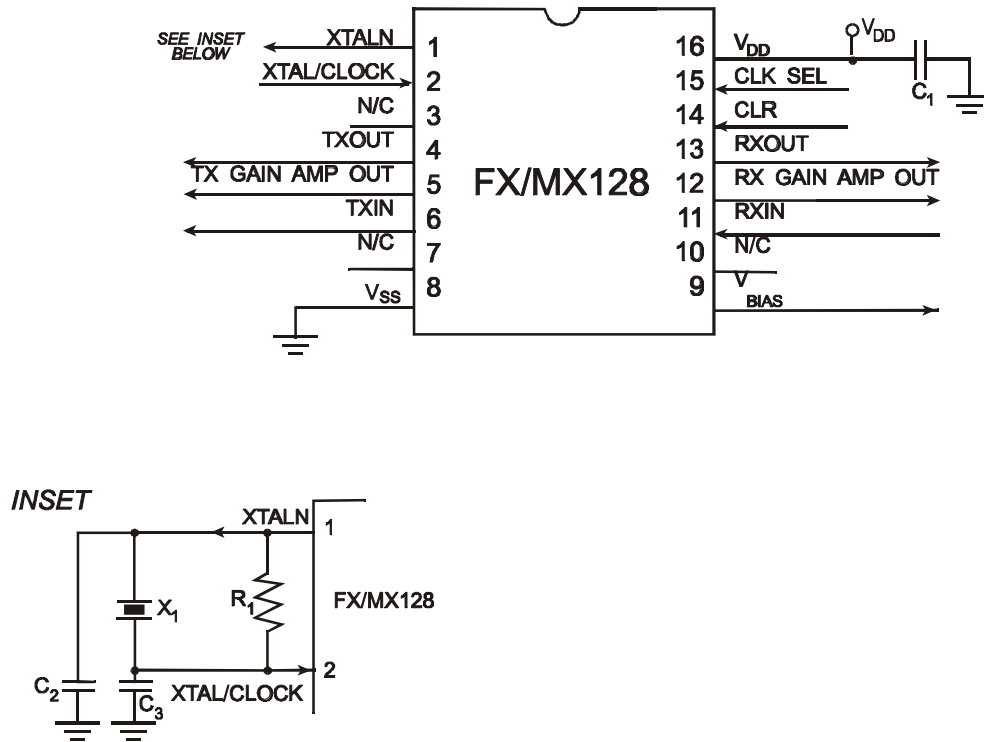 SEE INSET
BELOW
XTALN
1
XTAL/CLOCK
2
N/C
3
TXOUT
4
TX GAIN AMP OUT
5
TXIN
6
N/C
7
VSS
8
FX/MX128
16
VDD
VDD
C1
15
CLK SEL
14
CLR
13
RXOUT
12
RX GAIN AMP OUT
11
RXIN
10
N/C
9
V
BIAS
INSET
XTALN
1
X1
R1
FX/MX128
2
C2
C3
XTAL/CLOCK